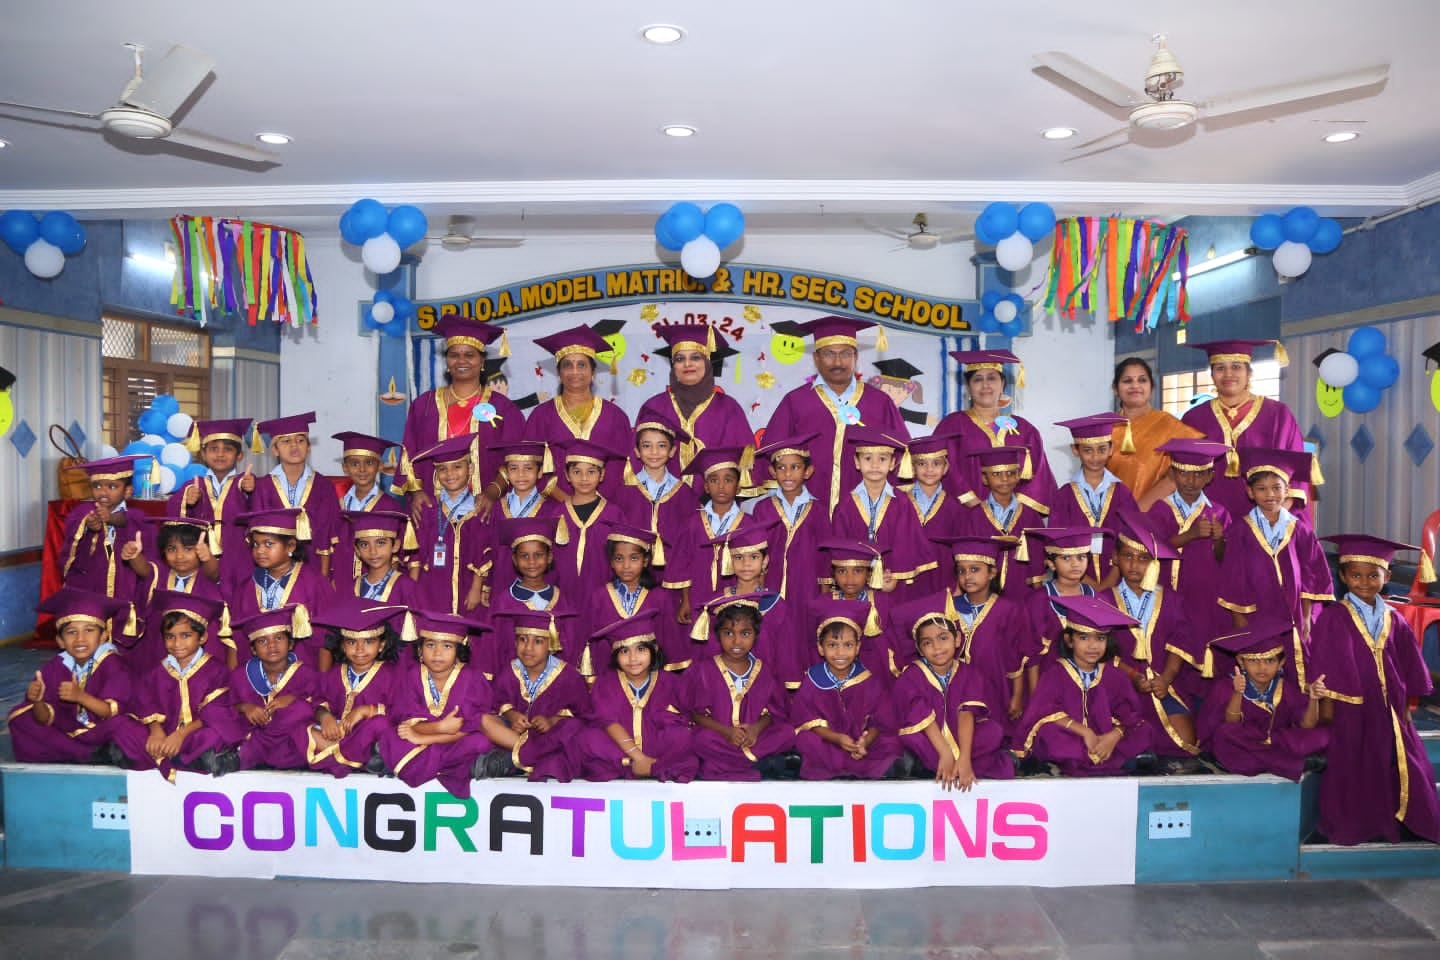 S.B.I.O.A. MODEL MATRIC. & HR. SEC. SCHOOL
21.03.24
CONGRATULATIONS